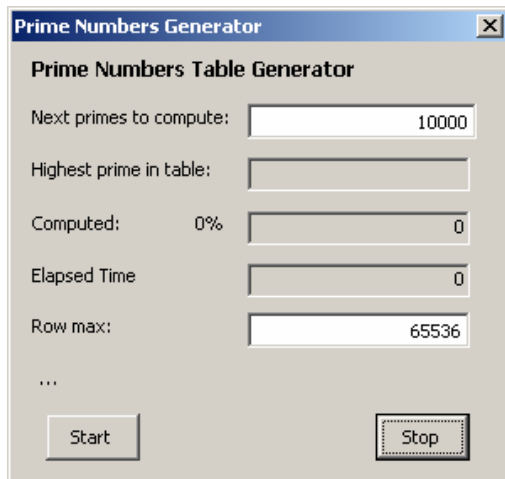 Prime Numbers Generator
Prime Numbers Table Generator
Next primes to compute: 10000
Highest prime in table:
Computed: 0% 0
Elapsed Time 0
Row max: 65536
...
Start Stop